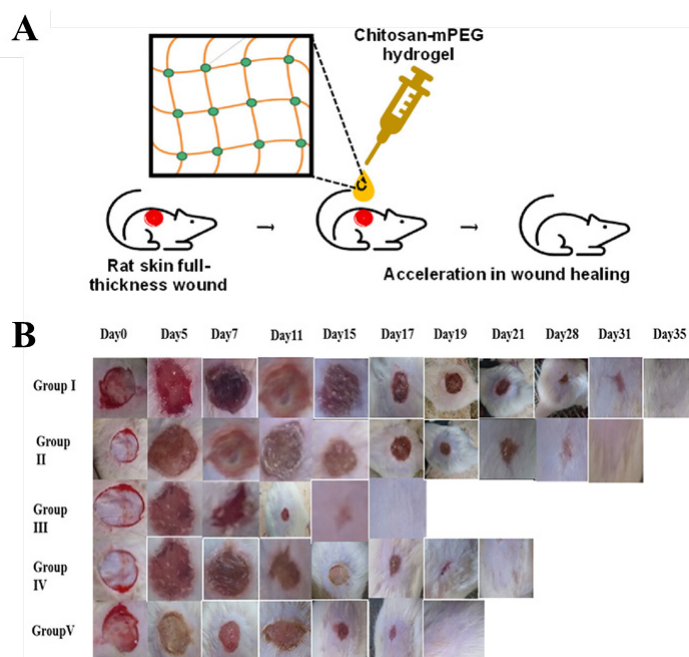 A
Chitosan-mPEG
hydrogel
Rat skin full-
thickness wound
Acceleration in wound healing
B
Day0 Day5 Day7 Day11 Day15 Day17 Day19 Day21 Day28 Day31 Day35
Group I
Group
II
Group
III
Group
IV
GroupV